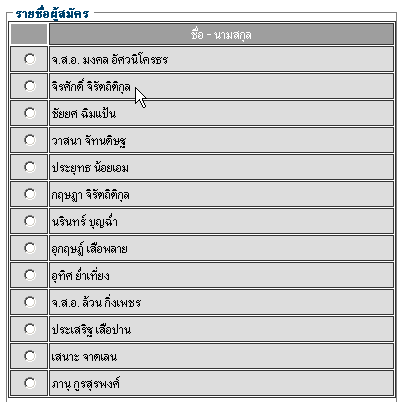 รายชื่อผู้สมัคร
ชื่อ - นามสกุล
จ.ส.อ. มงคล อัศวนิโครธร
จิรศักดิ์ จิรัฅถิติกุล
ชัยยศ ฉิมแป้น
วาสนา จันทนดิษฐ
ประยุทธ น้อยเอม
กฤษฎา จิรัฅถิติกุล
นรินทร์ บุญฉ่ำ
อุกฤษฎ์ เสือพลาย
อุทิศ ย่ำเที่ยง
จ.ส.อ. ล้วน กิ่งเพชร
ประเสริฐ เสือปาน
เสนาะ จาดเลน
ภานุ ภูรสุรพงศ์